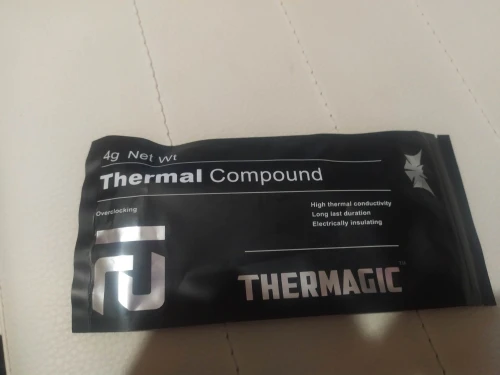 4g Net Wt
Thermal Compound
Overclocking
High thermal conductivity
Long last duration
Electrically insulating
THERMAGIC